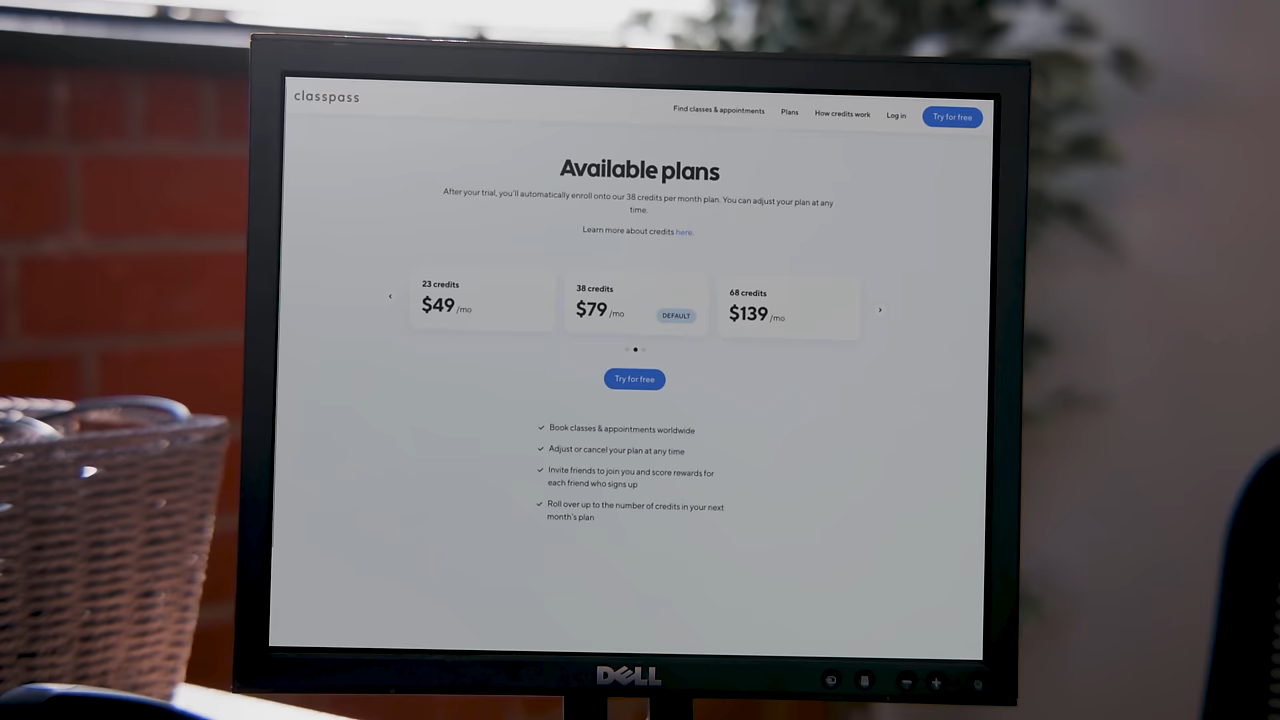 classpass
Find classes & appointments
Plans
How credits work
Log in
Try for free
Available plans
After your trial, you'll automatically enroll onto our 38 credits per month plan. You can adjust your plan at any
time.
Learn more about credits here.
23 credits
$49 /mo
38 credits
$79 /mo
DEFAULT
68 credits
$139 /mo
Try for free
Book classes & appointments worldwide
Adjust or cancel your plan at any time
Invite friends to join you and score rewards for
each friend who signs up
Roll over up to the number of credits in your next
month's plan
DELL